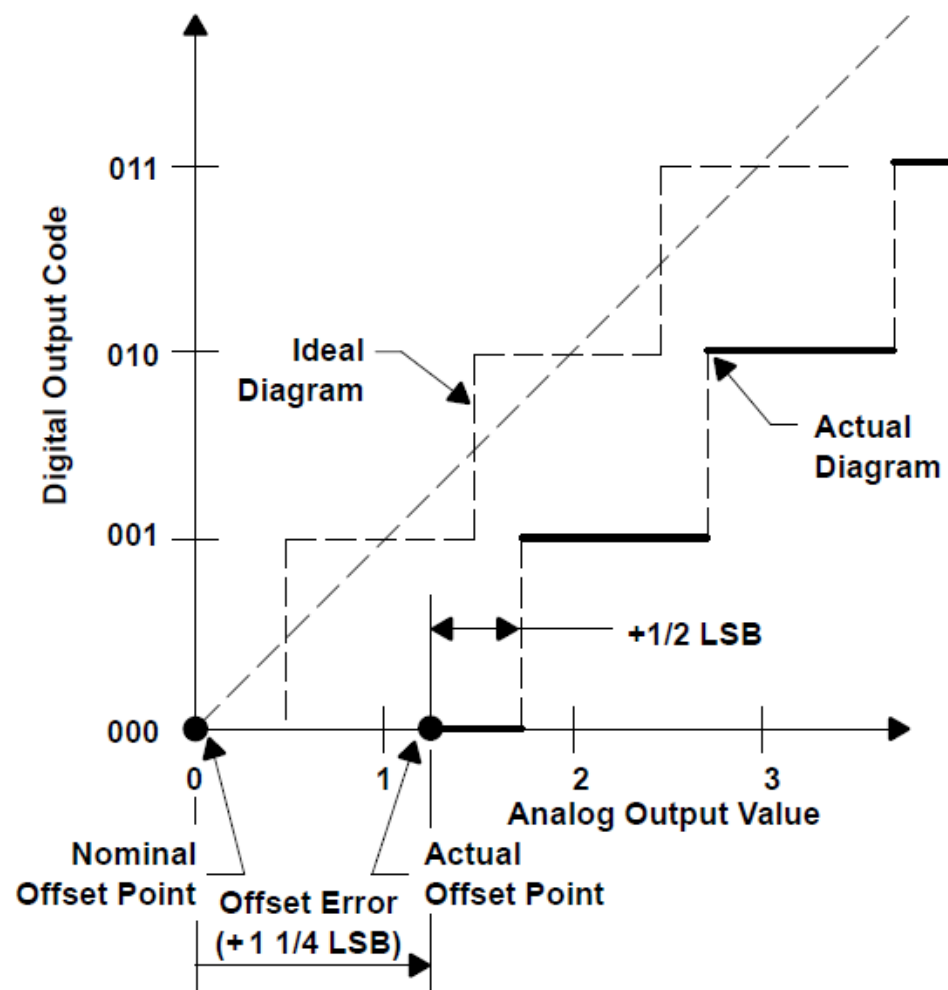 Digital Output Code
011
010
001
000
Ideal
Diagram
Actual
Diagram
+1/2 LSB
0
1
2
3
Analog Output Value
Nominal
Offset Point
Offset Error
(+1 1/4 LSB)
Actual
Offset Point